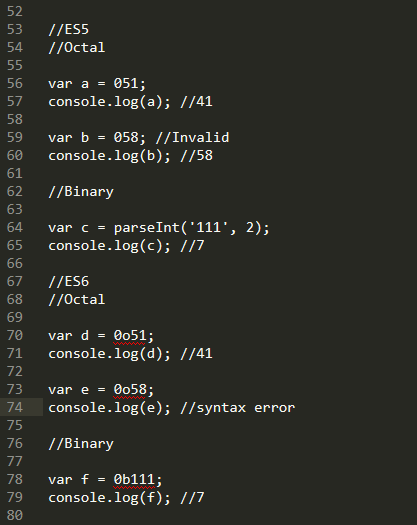 52
53 //ES5
54 //Octal
55
56 var a = 051;
57 console.log(a); //41
58
59 var b = 058; //Invalid
60 console.log(b); //58
61
62 //Binary
63
64 var c = parseInt('111', 2);
65 console.log(c); //7
66
67 //ES6
68 //Octal
69
70 var d = 0o51;
71 console.log(d); //41
72
73 var e = 0o58;
74 console.log(e); //syntax error
75
76 //Binary
77
78 var f = 0b111;
79 console.log(f); //7
80